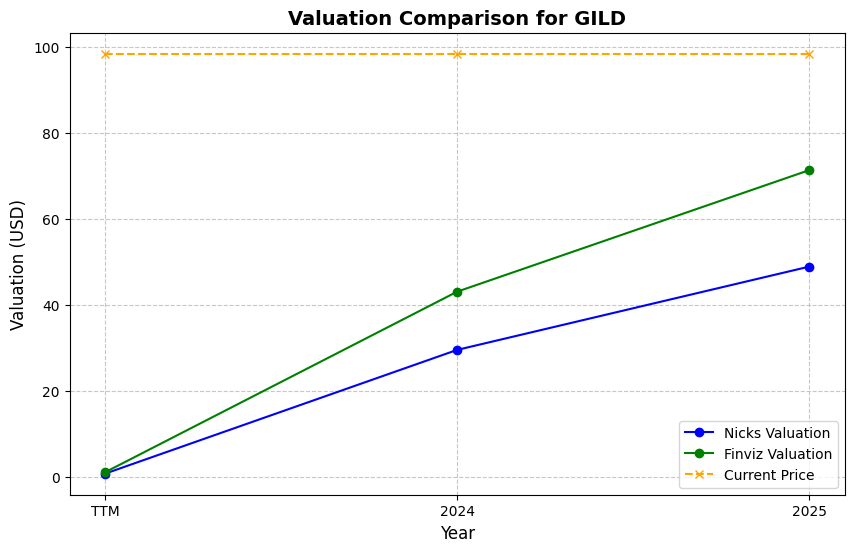 Valuation Comparison for GILD
Valuation (USD)
100
80
60
40
20
0
TTM
2024
2025
Year
Nicks Valuation
Finviz Valuation
Current Price